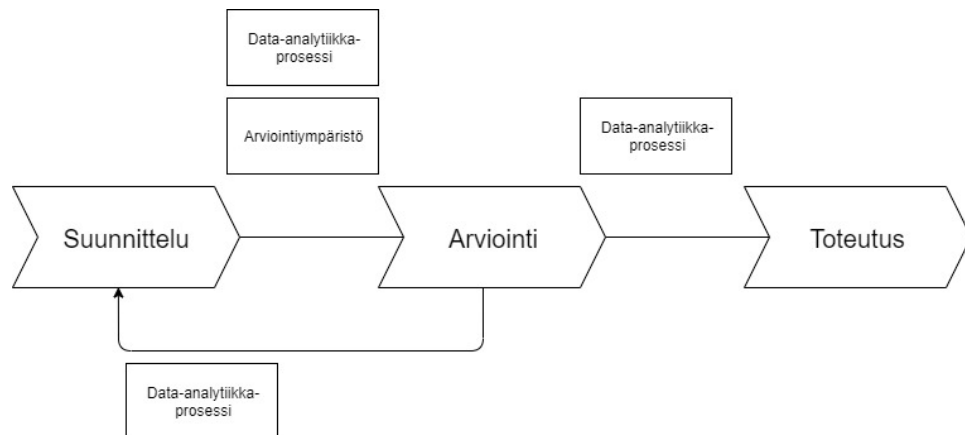 Data-analytiikka-
prosessi
Arviointiympäristö
Data-analytiikka-
prosessi
Suunnittelu
Arviointi
Toteutus
Data-analytiikka-
prosessi